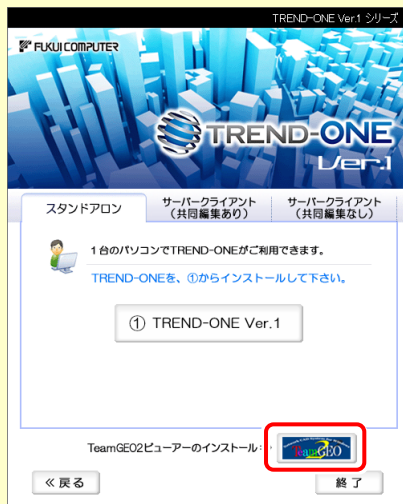 TREND-ONE Ver.1 シリーズ
FUKUI COMPUTER
TREND-ONE
Ver.1
スタンドアロン
サーバークライアント
（共同編集あり）
サーバークライアント
（共同編集なし）
1台のパソコンでTREND-ONEがご利用できます。
TREND-ONEを、①からインストールして下さい。
① TREND-ONE Ver.1
TeamGEO2ビューアーのインストール：
TeamGEO
≪戻る
終了